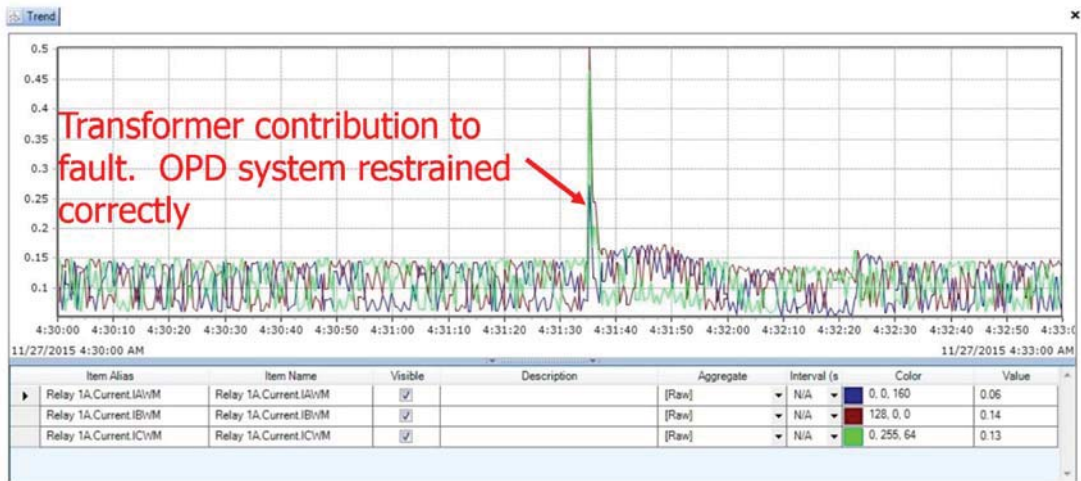 Trend
0.5
0.45
0.4
0.35
0.3
0.25
0.2
0.15
0.1
Transformer contribution to
fault. OPD system restrained
correctly
4:30:00 4:30:10 4:30:20 4:30:30 4:30:40 4:30:50 4:31:00 4:31:10 4:31:20 4:31:30 4:31:40 4:31:50 4:32:00 4:32:10 4:32:20 4:32:30 4:32:40 4:32:50 4:33:0
11/27/2015 4:30:00 AM 11/27/2015 4:33:00 AM
Item Alias Item Name Visible Description Aggregate Interval (s Color Value
Relay 1A.Current.IAWM Relay 1A.Current.IAWM [Raw] N/A 0, 0, 160 0.06
Relay 1A.Current.IBWM Relay 1A.Current.IBWM [Raw] N/A 128, 0, 0 0.14
Relay 1A.Current.ICWM Relay 1A.Current.ICWM [Raw] N/A 0, 255, 64 0.13